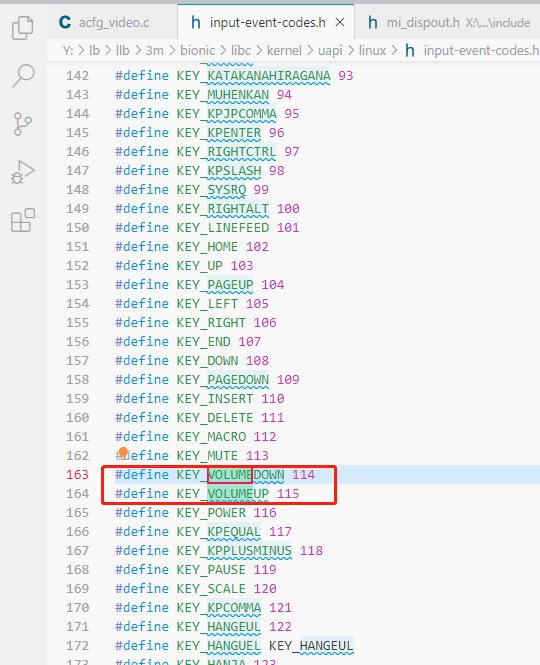 acfg_video.c input-event-codes.h mi_dispout.h X:\...\include
Y: > lb > llb > 3m > bionic > libc > kernel > uapi > linux > input-event-codes.h
142 #define KEY_KATAKANAHIRAGANA 93
143 #define KEY_MUHENKAN 94
144 #define KEY_KPJPCOMMA 95
145 #define KEY_KPENTER 96
146 #define KEY_RIGHTCTRL 97
147 #define KEY_KPSLASH 98
148 #define KEY_SYSRQ 99
149 #define KEY_RIGHTALT 100
150 #define KEY_LINEFEED 101
151 #define KEY_HOME 102
152 #define KEY_UP 103
153 #define KEY_PAGEUP 104
154 #define KEY_LEFT 105
155 #define KEY_RIGHT 106
156 #define KEY_END 107
157 #define KEY_DOWN 108
158 #define KEY_PAGEDOWN 109
159 #define KEY_INSERT 110
160 #define KEY_DELETE 111
161 #define KEY_MACRO 112
162 #define KEY_MUTE 113
163 #define KEY_VOLUMEDOWN 114
164 #define KEY_VOLUMEUP 115
165 #define KEY_POWER 116
166 #define KEY_KPEQUAL 117
167 #define KEY_KPPLUSMINUS 118
168 #define KEY_PAUSE 119
169 #define KEY_SCALE 120
170 #define KEY_KPCOMMA 121
171 #define KEY_HANGEUL 122
172 #define KEY_HANGUEL KEY_HANGEUL
173 #define KEY_HANJA 123